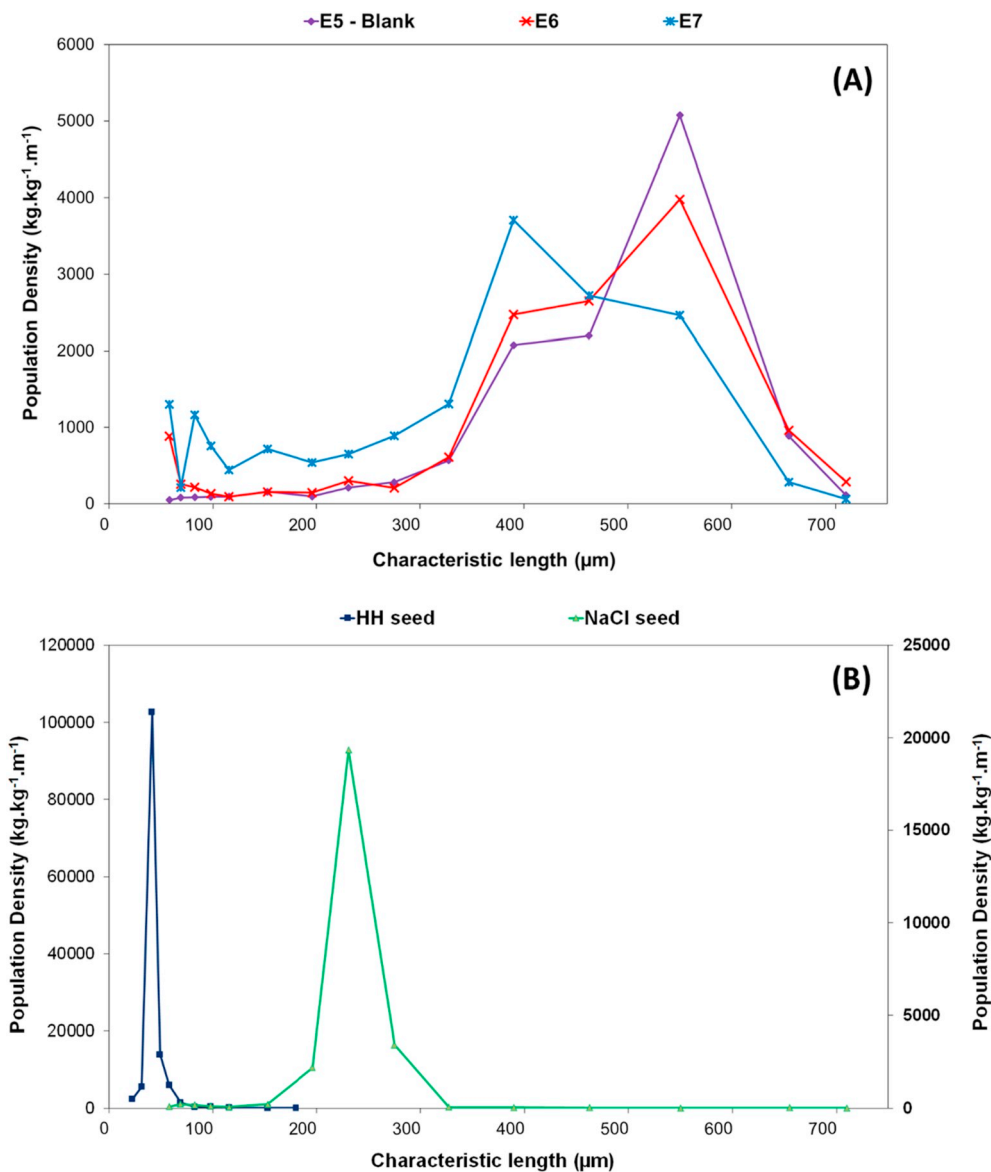 E5 - Blank E6 E7
(A)
Population Density (kg.kg⁻¹.m⁻¹)
6000
5000
4000
3000
2000
1000
0
0 100 200 300 400 500 600 700
Characteristic length (µm)
HH seed NaCl seed
(B)
Population Density (kg.kg⁻¹.m⁻¹)
120000
100000
80000
60000
40000
20000
0
25000
20000
15000
10000
5000
0
Population Density (kg.kg⁻¹.m⁻¹)
0 100 200 300 400 500 600 700
Characteristic length (µm)